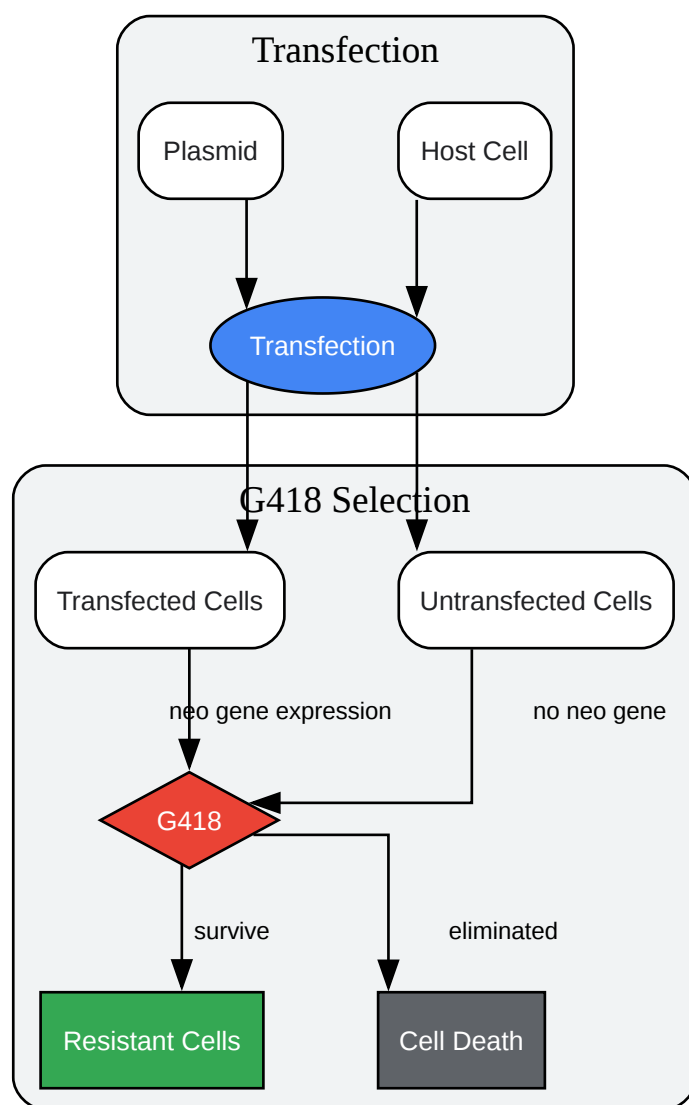 Transfection
Plasmid
Host Cell
Transfection
G418 Selection
Transfected Cells
Untransfected Cells
neo gene expression
no neo gene
G418
survive
eliminated
Resistant Cells
Cell Death